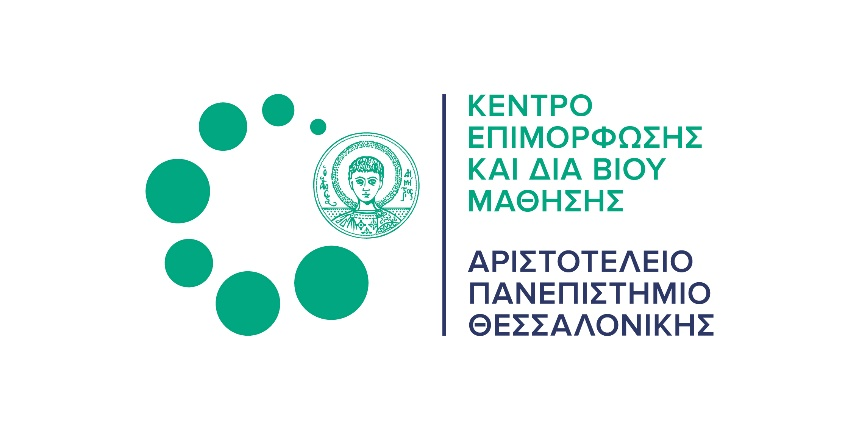 ΚΕΝΤΡΟ
ΕΠΙΜΟΡΦΩΣΗΣ
ΚΑΙ ΔΙΑ ΒΙΟΥ
ΜΑΘΗΣΗΣ
ΑΡΙΣΤΟΤΕΛΕΙΟ
ΠΑΝΕΠΙΣΤΗΜΙΟ
ΘΕΣΣΑΛΟΝΙΚΗΣ